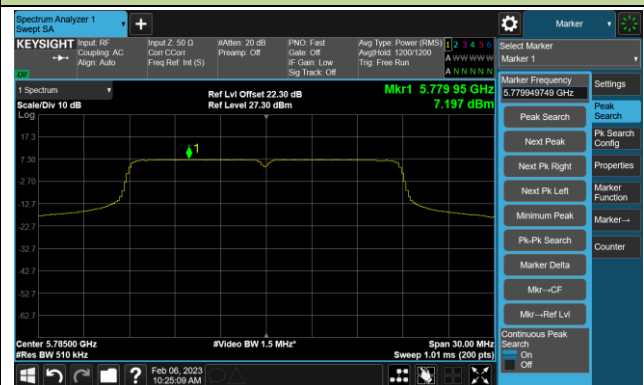 Spectrum Analyzer 1
Swept SA
+
Marker
KEYSIGHT
Input: RF
Coupling: AC
Align: Auto
Input Z: 50 Ω
Corr CCorr
Freq Ref: Int (S)
#Atten: 20 dB
Preamp: Off
PNO: Fast
Gate: Off
IF Gain: Low
Sig Track: Off
Avg Type: Power (RMS)
Avg|Hold: 1200/1200
Trig: Free Run
1 2 3 4 5 6
A W W W W W
A N N N N N
Select Marker
Marker 1
LXI
1 Spectrum
Scale/Div 10 dB
Log
Ref Lvl Offset 22.30 dB
Ref Level 27.30 dBm
Mkr1 5.779 95 GHz
7.197 dBm
1
17.3
7.30
-2.70
-12.7
-22.7
-32.7
-42.7
-52.7
-62.7
Center 5.78500 GHz
#Res BW 510 kHz
#Video BW 1.5 MHz*
Span 30.00 MHz
Sweep 1.01 ms (200 pts)
Marker Frequency
5.779949749 GHz
Peak Search
Next Peak
Next Pk Right
Next Pk Left
Minimum Peak
Pk-Pk Search
Marker Delta
Mkr→CF
Mkr→Ref Lvl
Continuous Peak
Search
On
Off
Settings
Peak
Search
Pk Search
Config
Properties
Marker
Function
Marker→
Counter
?
Feb 06, 2023
10:25:09 AM